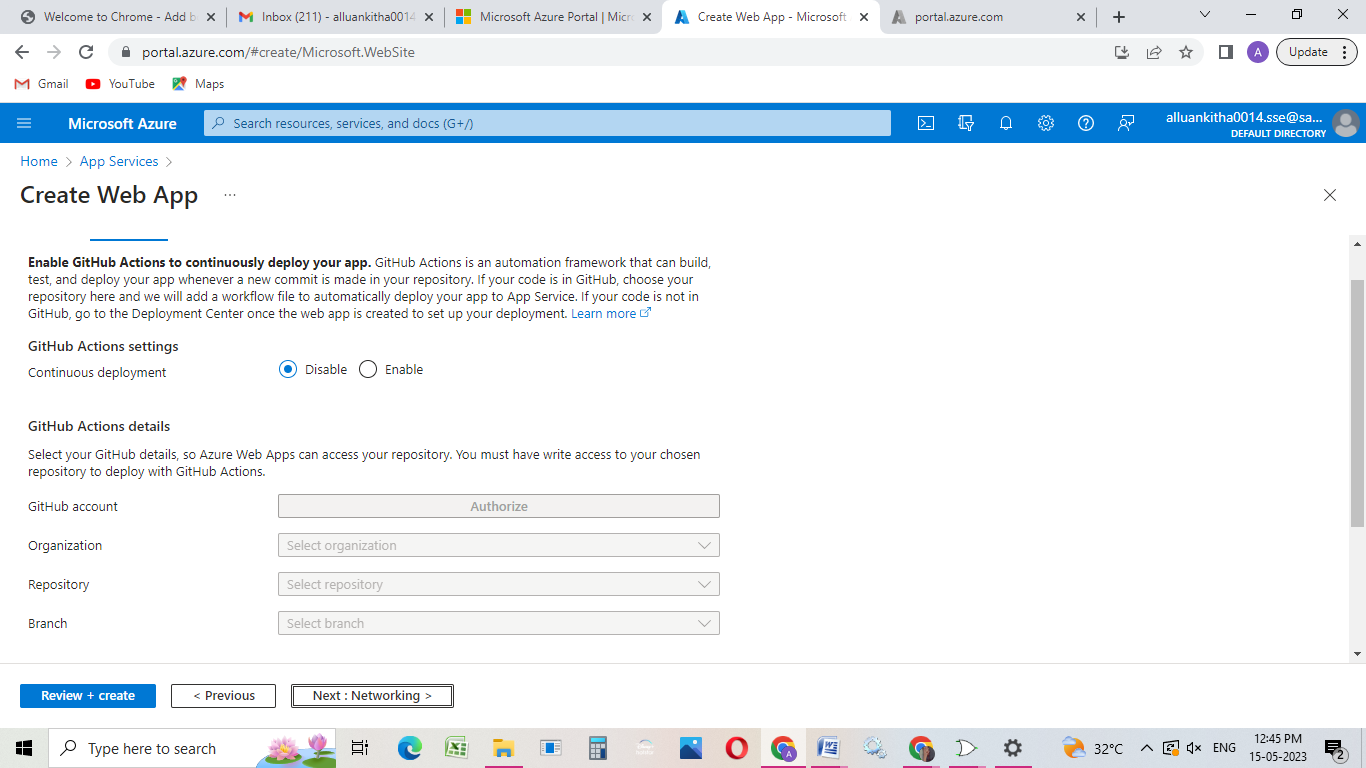 Welcome to Chrome - Add b
Inbox (211) - alluankitha0014
Microsoft Azure Portal | Micr
Create Web App - Microsoft
portal.azure.com
portal.azure.com/#create/Microsoft.WebSite
A
Update
Gmail
YouTube
Maps
Microsoft Azure
Search resources, services, and docs (G+/)
alluankitha0014.sse@sa...
DEFAULT DIRECTORY
Home > App Services >
Create Web App
...
Enable GitHub Actions to continuously deploy your app. GitHub Actions is an automation framework that can build,
test, and deploy your app whenever a new commit is made in your repository. If your code is in GitHub, choose your
repository here and we will add a workflow file to automatically deploy your app to App Service. If your code is not in
GitHub, go to the Deployment Center once the web app is created to set up your deployment. Learn more
GitHub Actions settings
Continuous deployment
Disable
Enable
GitHub Actions details
Select your GitHub details, so Azure Web Apps can access your repository. You must have write access to your chosen
repository to deploy with GitHub Actions.
GitHub account
Authorize
Organization
Select organization
Repository
Select repository
Branch
Select branch
Review + create
< Previous
Next : Networking >
Type here to search
32°C
ENG
12:45 PM
15-05-2023
2